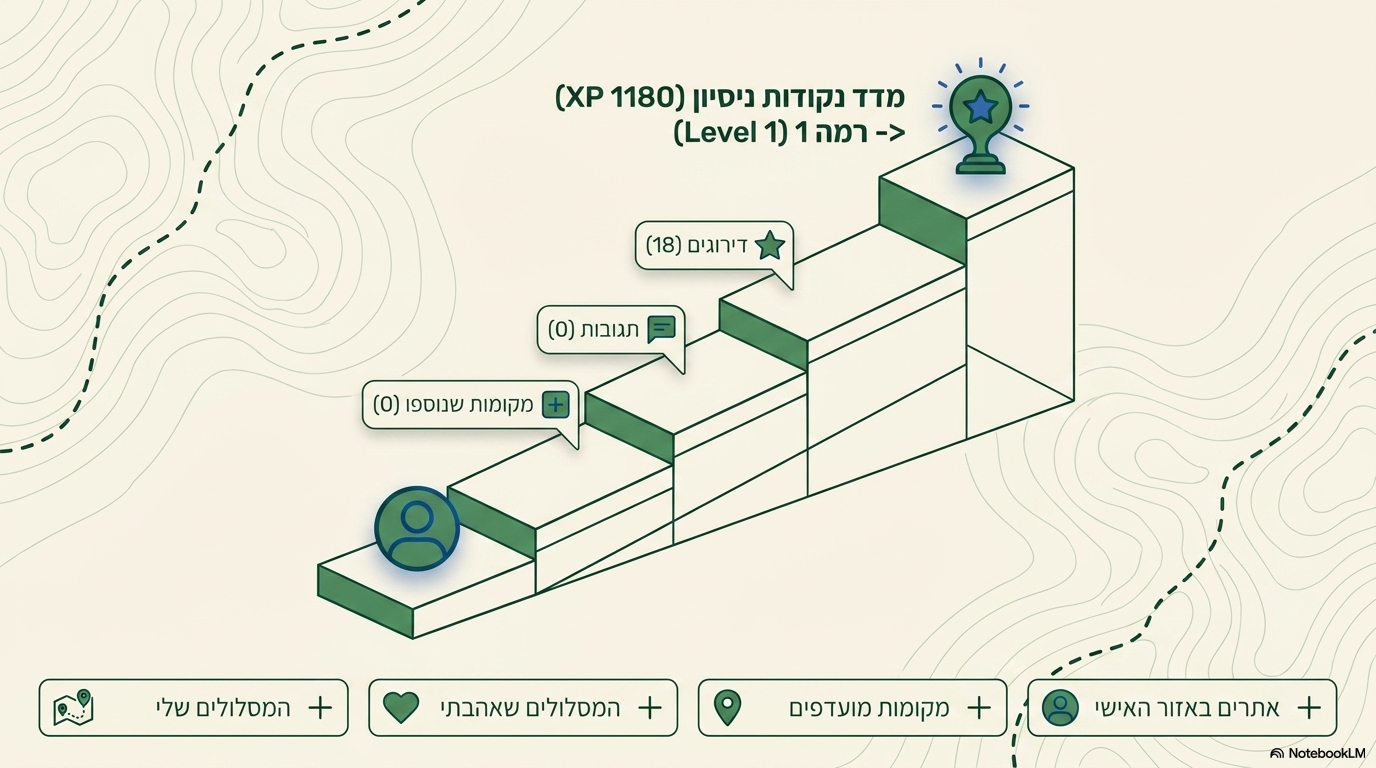 מדד נקודות ניסיון (XP 1180)
<- רמה 1 (Level 1)
דירוגים (18)
תגובות (0)
מקומות שנוספו (0)
אתרים באזור האישי
מקומות מועדפים
המסלולים שאהבתי
המסלולים שלי
NotebookLM